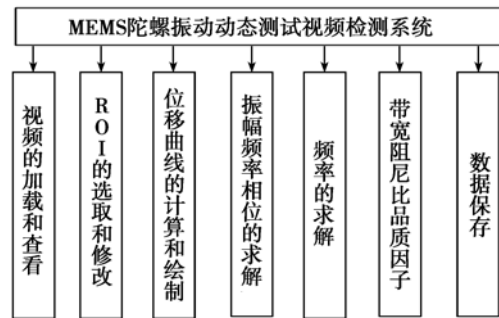 MEMS陀螺振动动态测试视频检测系统
视频的加载和查看
ROI的选取和修改
位移曲线的计算和绘制
振幅频率相位的求解
频率的求解
带宽阻尼比品质因子
数据保存